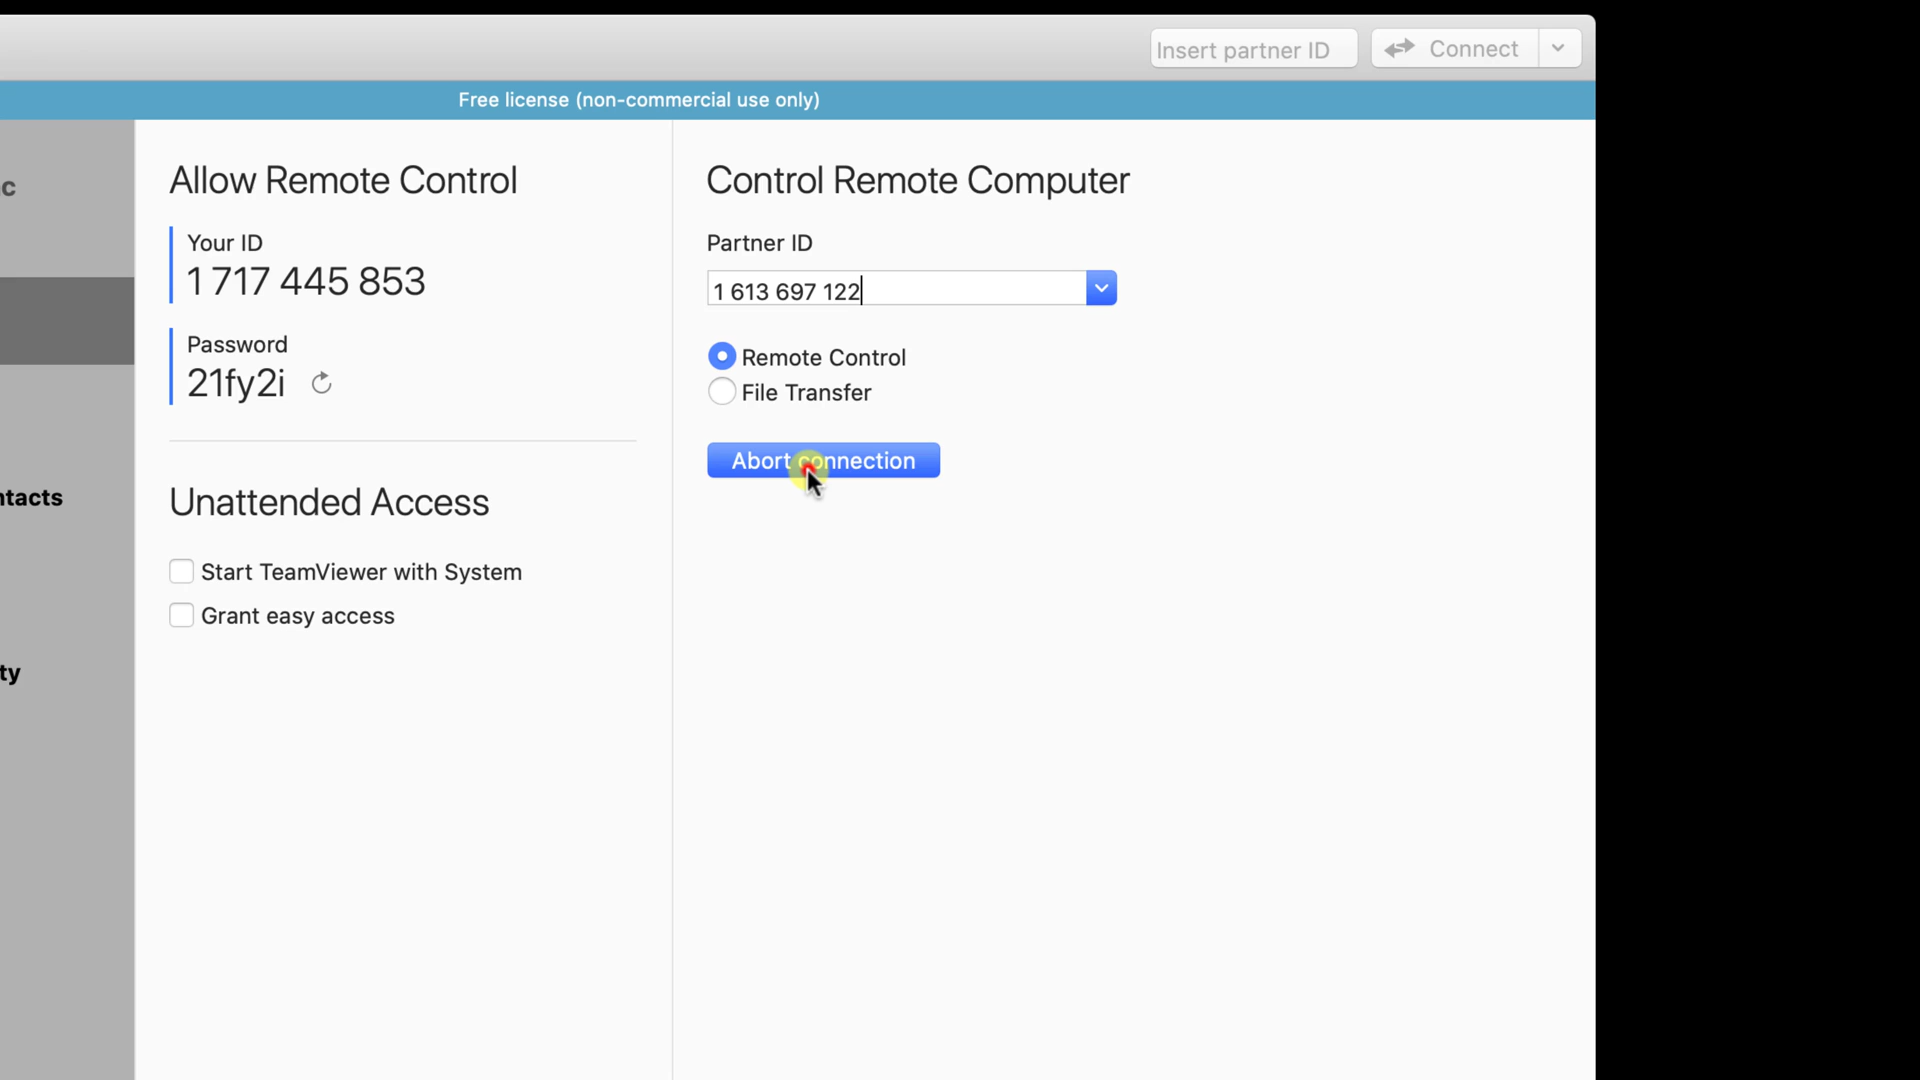 Insert partner ID
Connect
Free license (non-commercial use only)
c
ntacts
ty
Allow Remote Control
Your ID
1 717 445 853
Password
21fy2i
Unattended Access
Start TeamViewer with System
Grant easy access
Control Remote Computer
Partner ID
1 613 697 122
Remote Control
File Transfer
Abort connection